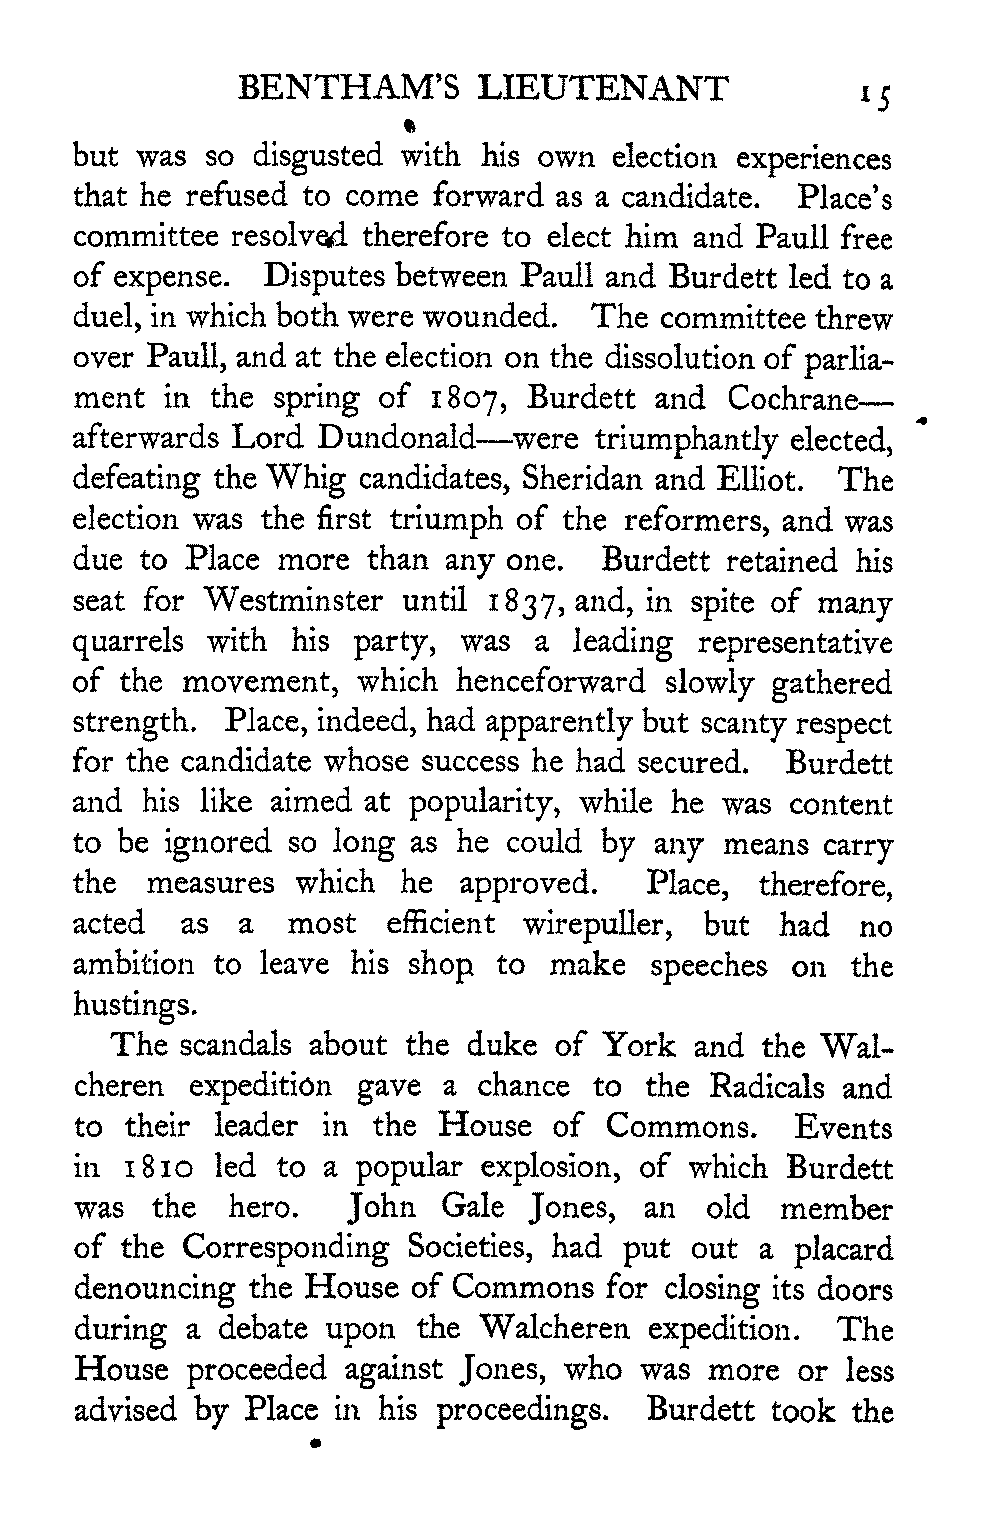 BENTHAM'S LIEUTENANT 15
but was so disgusted with his own election experiences
that he refused to come forward as a candidate. Place's
committee resolved therefore to elect him and Paull free
of expense. Disputes between Paull and Burdett led to a
duel, in which both were wounded. The committee threw
over Paull, and at the election on the dissolution of parlia-
ment in the spring of 1807, Burdett and Cochrane—
afterwards Lord Dundonald—were triumphantly elected,
defeating the Whig candidates, Sheridan and Elliot. The
election was the first triumph of the reformers, and was
due to Place more than any one. Burdett retained his
seat for Westminster until 1837, and, in spite of many
quarrels with his party, was a leading representative
of the movement, which henceforward slowly gathered
strength. Place, indeed, had apparently but scanty respect
for the candidate whose success he had secured. Burdett
and his like aimed at popularity, while he was content
to be ignored so long as he could by any means carry
the measures which he approved. Place, therefore,
acted as a most efficient wirepuller, but had no
ambition to leave his shop to make speeches on the
hustings.
The scandals about the duke of York and the Wal-
cheren expedition gave a chance to the Radicals and
to their leader in the House of Commons. Events
in 1810 led to a popular explosion, of which Burdett
was the hero. John Gale Jones, an old member
of the Corresponding Societies, had put out a placard
denouncing the House of Commons for closing its doors
during a debate upon the Walcheren expedition. The
House proceeded against Jones, who was more or less
advised by Place in his proceedings. Burdett took the